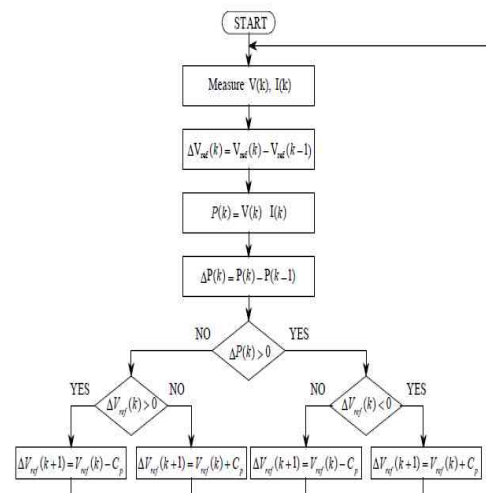 START
Measure V(k), I(k)
ΔV_ref(k)=V_ref(k)−V_ref(k−1)
P(k)=V(k) I(k)
ΔP(k)=P(k)−P(k−1)
NO
YES
ΔP(k)>0
YES
NO
NO
YES
ΔV_ref(k)>0
ΔV_ref(k)<0
ΔV_ref(k+1)=V_ref(k)−C_p
ΔV_ref(k+1)=V_ref(k)+C_p
ΔV_ref(k+1)=V_ref(k)−C_p
ΔV_ref(k+1)=V_ref(k)+C_p